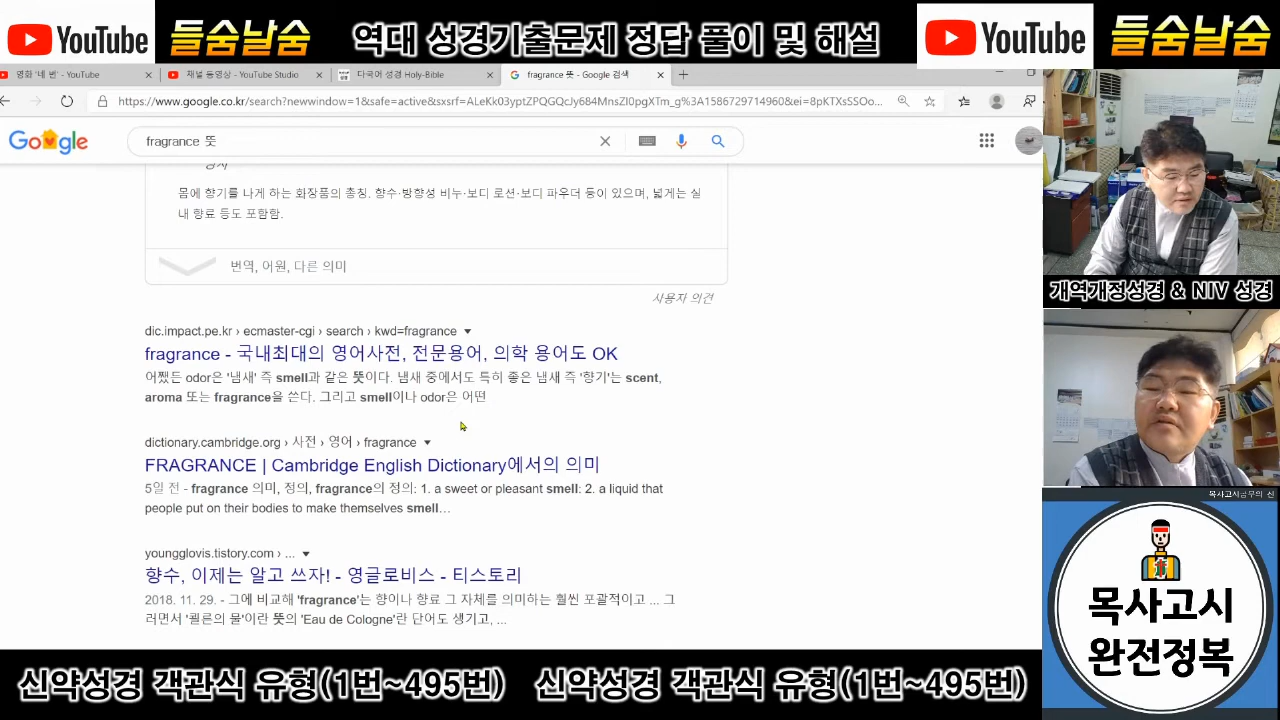 YouTube 들숨날숨 역대 성경기출문제 정답 풀이 및 해설 YouTube 들숨날숨
영화 '네 번' - YouTube
채널 동영상 - YouTube Studio
다국어 성경 Holy-Bible
fragrance 뜻 - Google 검색
Google
fragrance 뜻
몸에 향기를 나게 하는 화장품의 총칭. 향수·방향성 비누·보디 로션·보디 파우더 등이 있으며, 넓게는 실
내 향료 등도 포함함.
번역, 어원, 다른 의미
사용자 의견
dic.impact.pe.kr › ecmaster-cgi › search › kwd=fragrance
fragrance - 국내최대의 영어사전, 전문용어, 의학 용어도 OK
어쨌든 odor은 '냄새' 즉 smell과 같은 뜻이다. 냄새 중에서도 특히 좋은 냄새 즉 '향기'는 scent,
aroma 또는 fragrance을 쓴다. 그리고 smell이나 odor은 어떤
dictionary.cambridge.org › 사전 › 영어 › fragrance
FRAGRANCE | Cambridge English Dictionary에서의 의미
5일 전 - fragrance 의미, 정의, fragrance의 정의: 1. a sweet or pleasant smell: 2. a liquid that
people put on their bodies to make themselves smell...
youngglovis.tistory.com › ...
향수, 이제는 알고 쓰자! - 영글로비스 - 티스토리
2018. 11. 29. - 그에 비교해 'fragrance'는 향이나 향료 그 자체를 의미하는 훨씬 포괄적이고 ... 그
러면서 '쾰른의 물'이란 뜻의 'Eau de Cologne'란 단어도 생기고, ...
개역개정성경 & NIV 성경
목사고시공부의 신
목사고시
완전정복
신약성경 객관식 유형(1번~495번) 신약성경 객관식 유형(1번~495번)